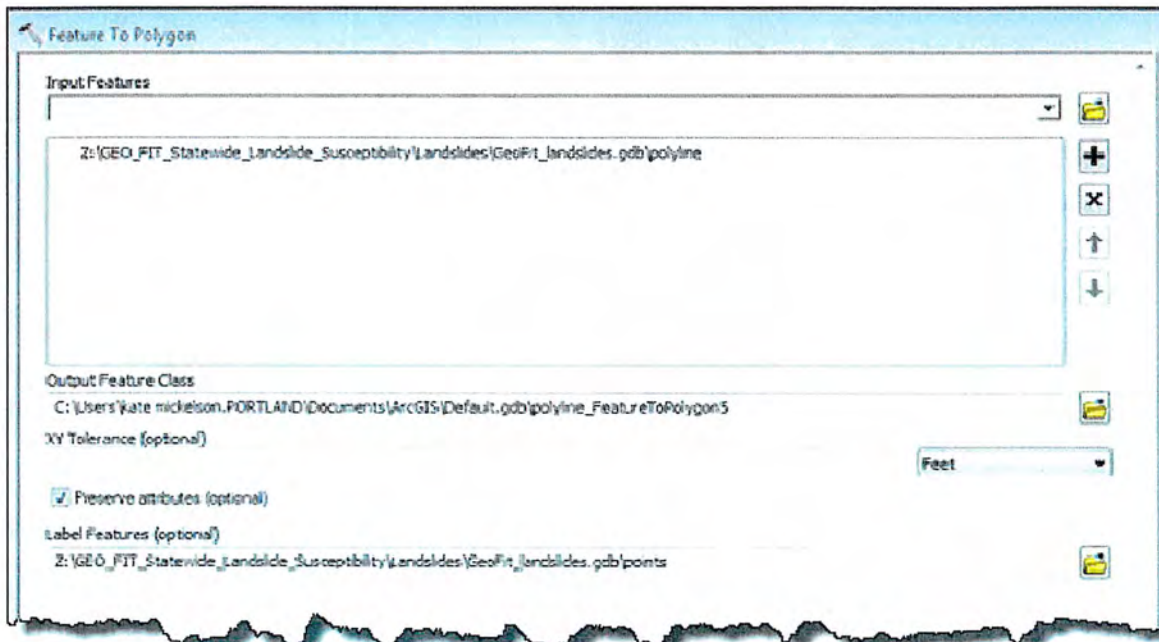 Feature To Polygon
Input Features
Z:\GEO_FIT_Statewide_Landslide_Susceptibility\Landslides\GeoFit_landslides.gdb\polyline
Output Feature Class
C:\Users\kate mickelson.PORTLAND\Documents\ArcGIS\Default.gdb\polyline_FeatureToPolygon5
XY Tolerance (optional)
Feet
Preserve attributes (optional)
Label Features (optional)
Z:\GEO_FIT_Statewide_Landslide_Susceptibility\Landslides\GeoFit_landslides.gdb\points